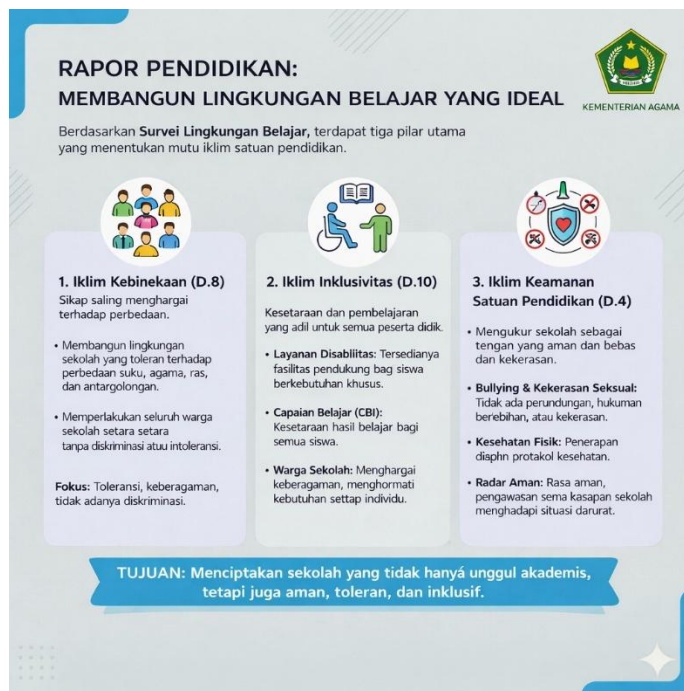 RAPOR PENDIDIKAN:
MEMBANGUN LINGKUNGAN BELAJAR YANG IDEAL
KEMENTERIAN AGAMA
Berdasarkan Survei Lingkungan Belajar, terdapat tiga pilar utama
yang menentukan mutu iklim satuan pendidikan.
1. Iklim Kebinekaan (D.8)
Sikap saling menghargai
terhadap perbedaan.
• Membangun lingkungan
sekolah yang toleran terhadap
perbedaan suku, agama, ras,
dan antargolongan.
• Memperlakukan seluruh warga
sekolah setara setara
tanpa diskriminasi atuu intoleransi.
Fokus: Toleransi, keberagaman,
tidak adanya diskriminasi.
2. Iklim Inklusivitas (D.10)
Kesetaraan dan pembelajaran
yang adil untuk semua peserta didik.
• Layanan Disabliitas: Tersedianya
fasilitas pendukung bag siswa
berkebutuhan khusus.
• Capaian Belajar (CBI):
Kesetaraan hasil belajar bagi
semua siswa.
• Warga Sekolah: Menghargai
keberagaman, menghormati
kebutuhan settap individu.
3. Iklim Keamanan
Satuan Pendidikan (D.4)
• Mengukur sekolah sebagai
tengan yang aman dan bebas
dan kekerasan.
• Bullying & Kekerasan Seksual:
Tidak ada perundungan, hukuman
berlebihan, atau kekerasan.
• Kesehatan Fisik: Penerapan
diaphn protakol kesehatan.
• Radar Aman: Rasa aman,
pengawasan sema kasapan sekolah
menghadapi situasi darurat.
TUJUAN: Menciptakan sekolah yang tidak hanyá unggul akademis,
tetapi juga aman, toleran, dan inklusif.